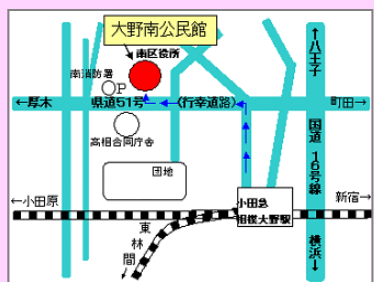 大野南公民館
南区役所
南消防署
P
←厚木
県道51号
←(行幸道路)
町田→
高相合同庁舎
団地
←八王子
国道16号線
横浜→
←小田原
新宿→
小田急
相模大野駅
東林間